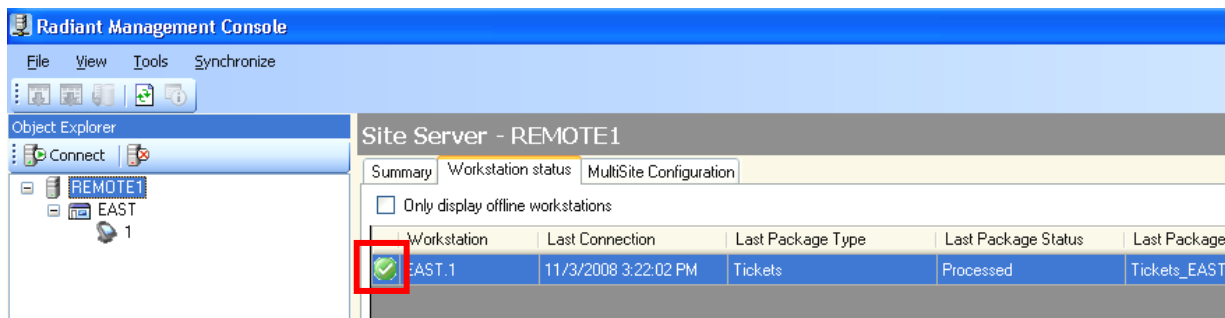 Radiant Management Console
File View Tools Synchronize
Object Explorer
Connect
REMOTE1
EAST
1
Site Server - REMOTE1
Summary Workstation status MultiSite Configuration
Only display offline workstations
Workstation Last Connection Last Package Type Last Package Status Last Package
EAST.1 11/3/2008 3:22:02 PM Tickets Processed Tickets_EAST